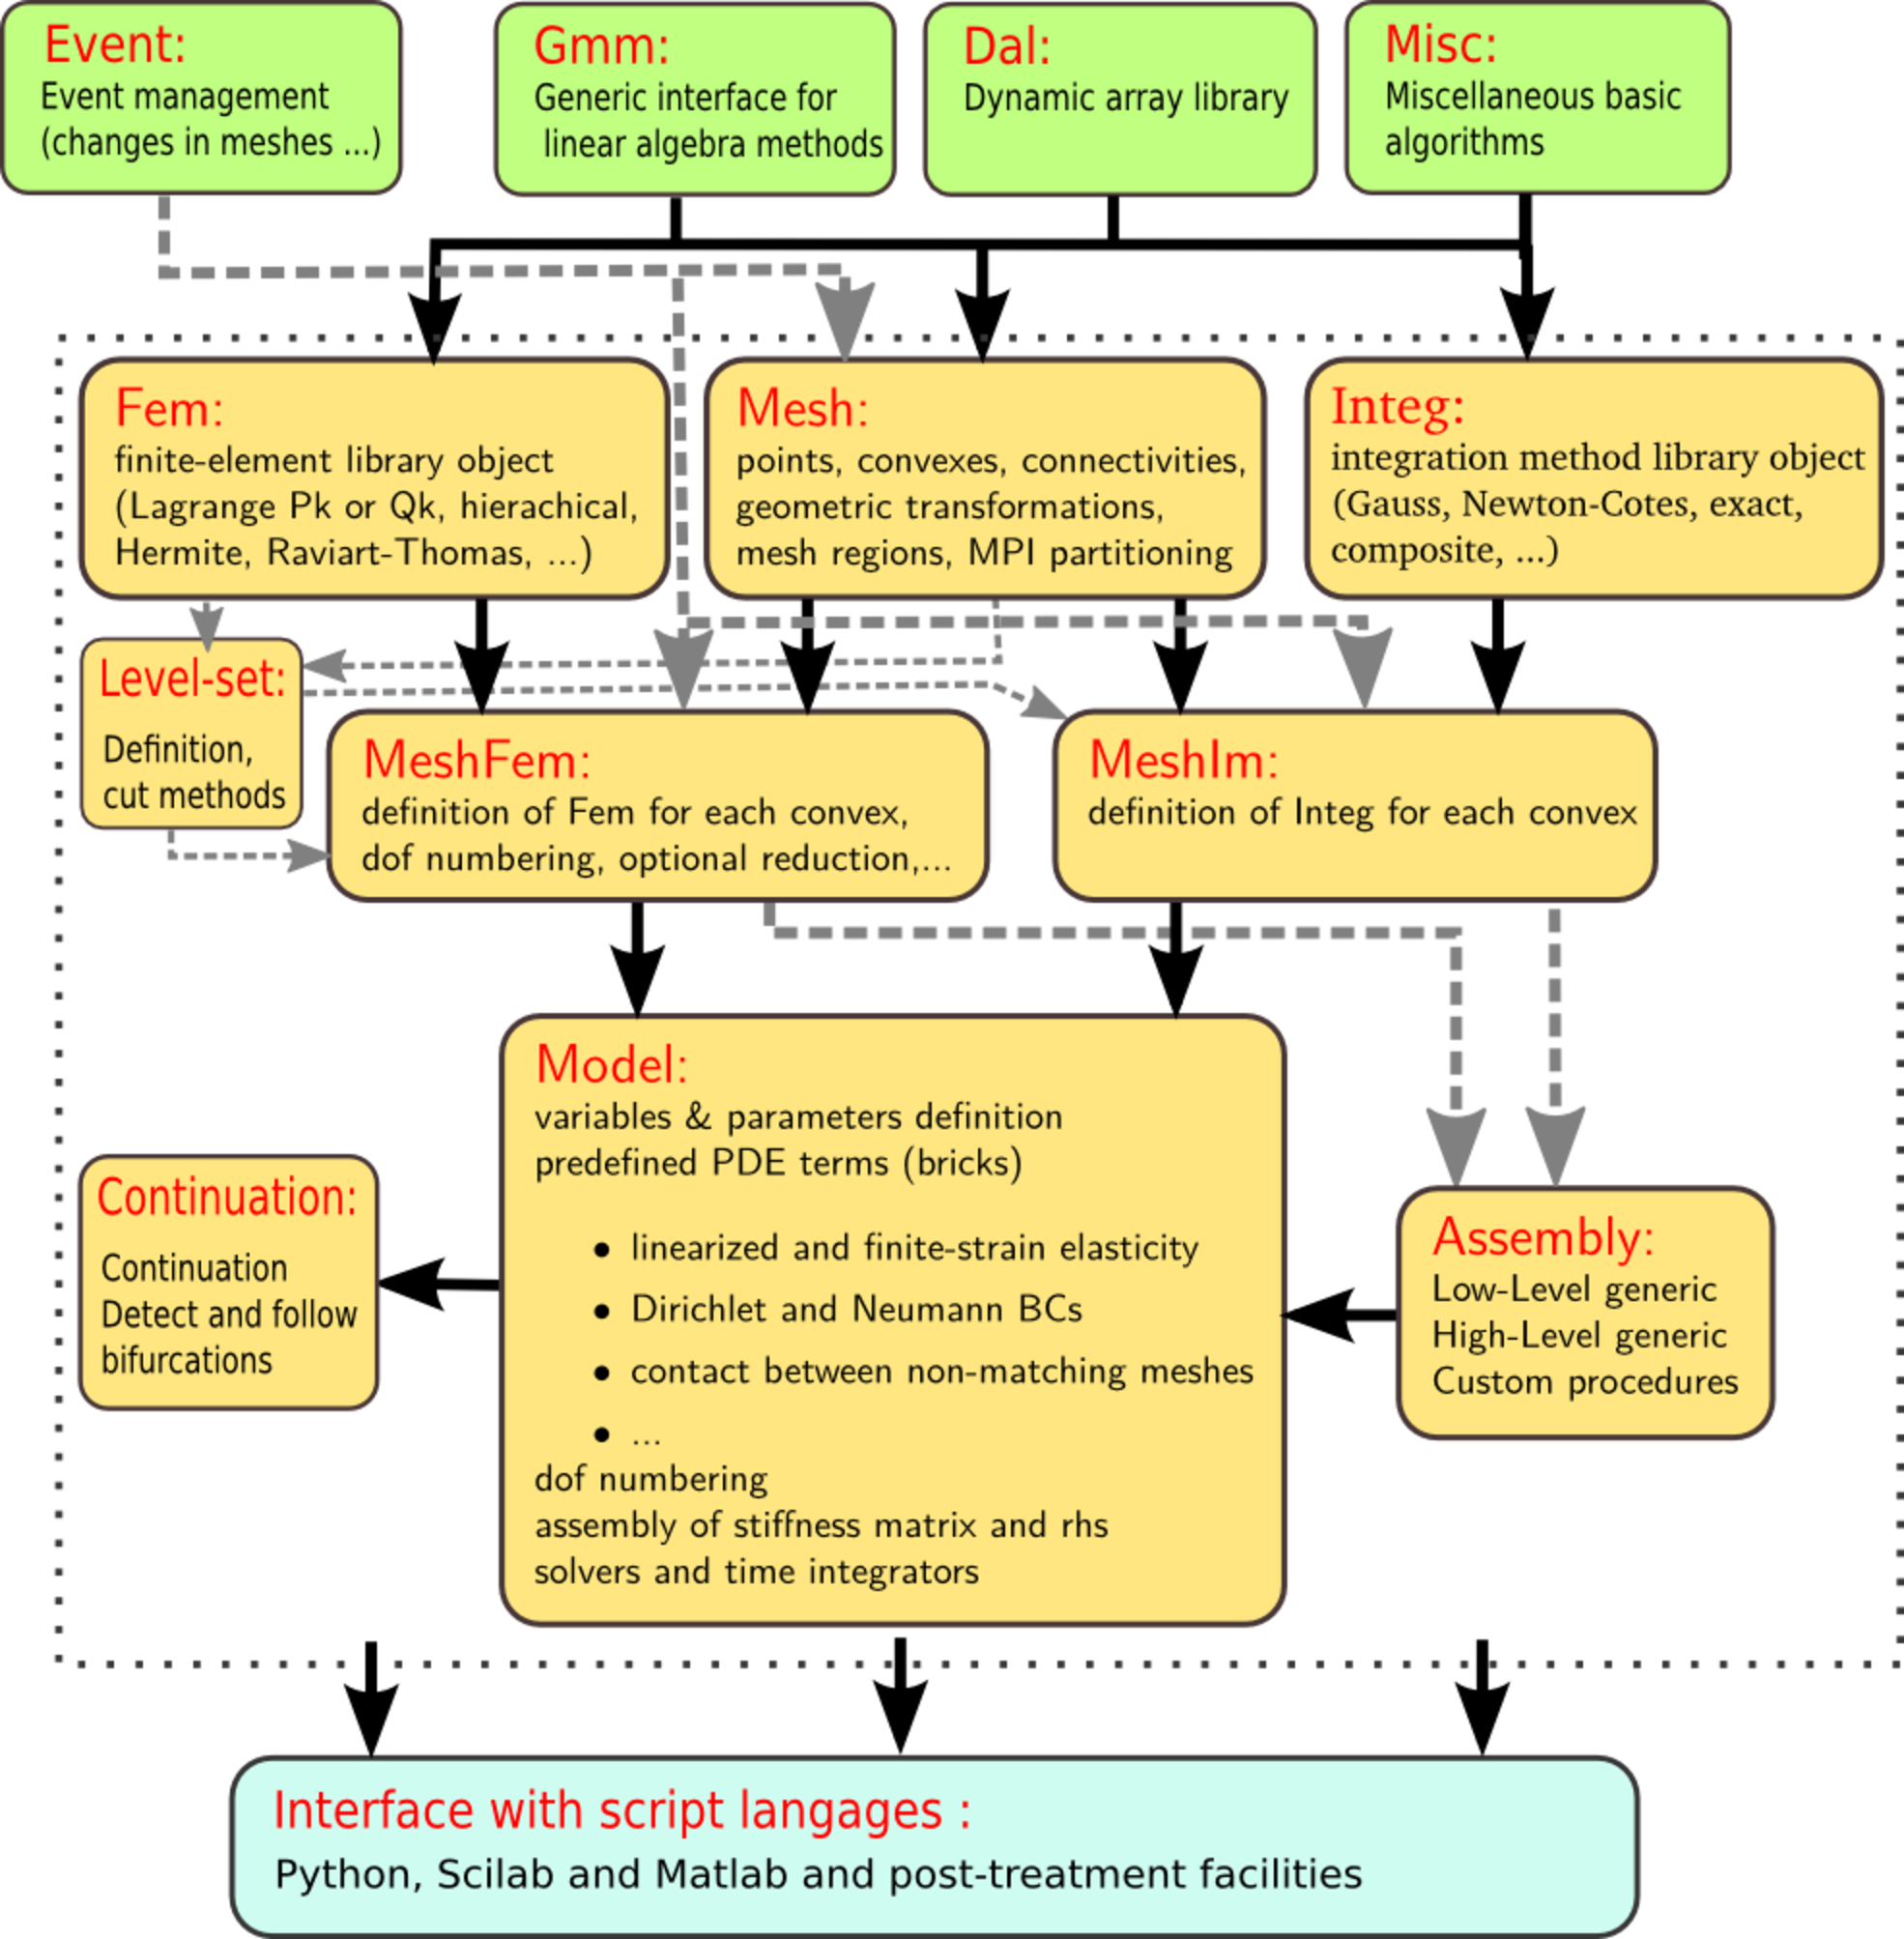 Event:
Event management
(changes in meshes ...)
Gmm:
Generic interface for
linear algebra methods
Dal:
Dynamic array library
Misc:
Miscellaneous basic
algorithms
Fem:
finite-element library object
(Lagrange Pk or Qk, hierachical,
Hermite, Raviart-Thomas, ...)
Mesh:
points, convexes, connectivities,
geometric transformations,
mesh regions, MPI partitioning
Integ:
integration method library object
(Gauss, Newton-Cotes, exact,
composite, ...)
Level-set:
Definition,
cut methods
MeshFem:
definition of Fem for each convex,
dof numbering, optional reduction,...
MeshIm:
definition of Integ for each convex
Model:
variables & parameters definition
predefined PDE terms (bricks)
• linearized and finite-strain elasticity
• Dirichlet and Neumann BCs
• contact between non-matching meshes
• ...
dof numbering
assembly of stiffness matrix and rhs
solvers and time integrators
Continuation:
Continuation
Detect and follow
bifurcations
Assembly:
Low-Level generic
High-Level generic
Custom procedures
Interface with script langages :
Python, Scilab and Matlab and post-treatment facilities